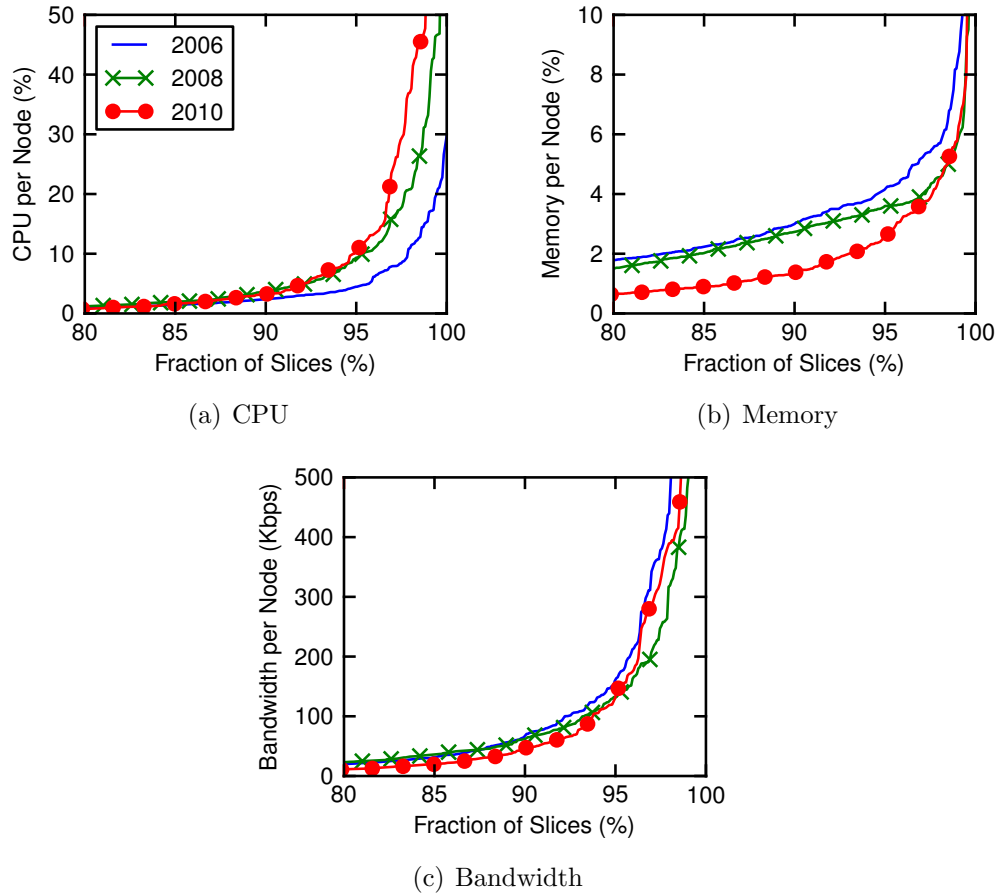 50
40
30
20
10
0
CPU per Node (%)
2006
2008
2010
80 85 90 95 100
Fraction of Slices (%)
(a) CPU
10
8
6
4
2
0
Memory per Node (%)
80 85 90 95 100
Fraction of Slices (%)
(b) Memory
500
400
300
200
100
0
Bandwidth per Node (Kbps)
80 85 90 95 100
Fraction of Slices (%)
(c) Bandwidth